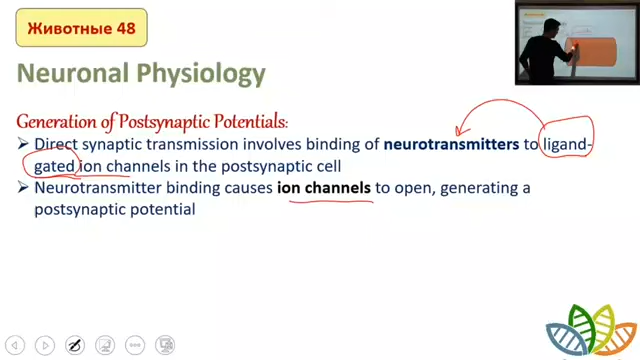 Животные 48
Neuronal Physiology
Generation of Postsynaptic Potentials:
Direct synaptic transmission involves binding of neurotransmitters to ligand-
gated ion channels in the postsynaptic cell
Neurotransmitter binding causes ion channels to open, generating a
postsynaptic potential